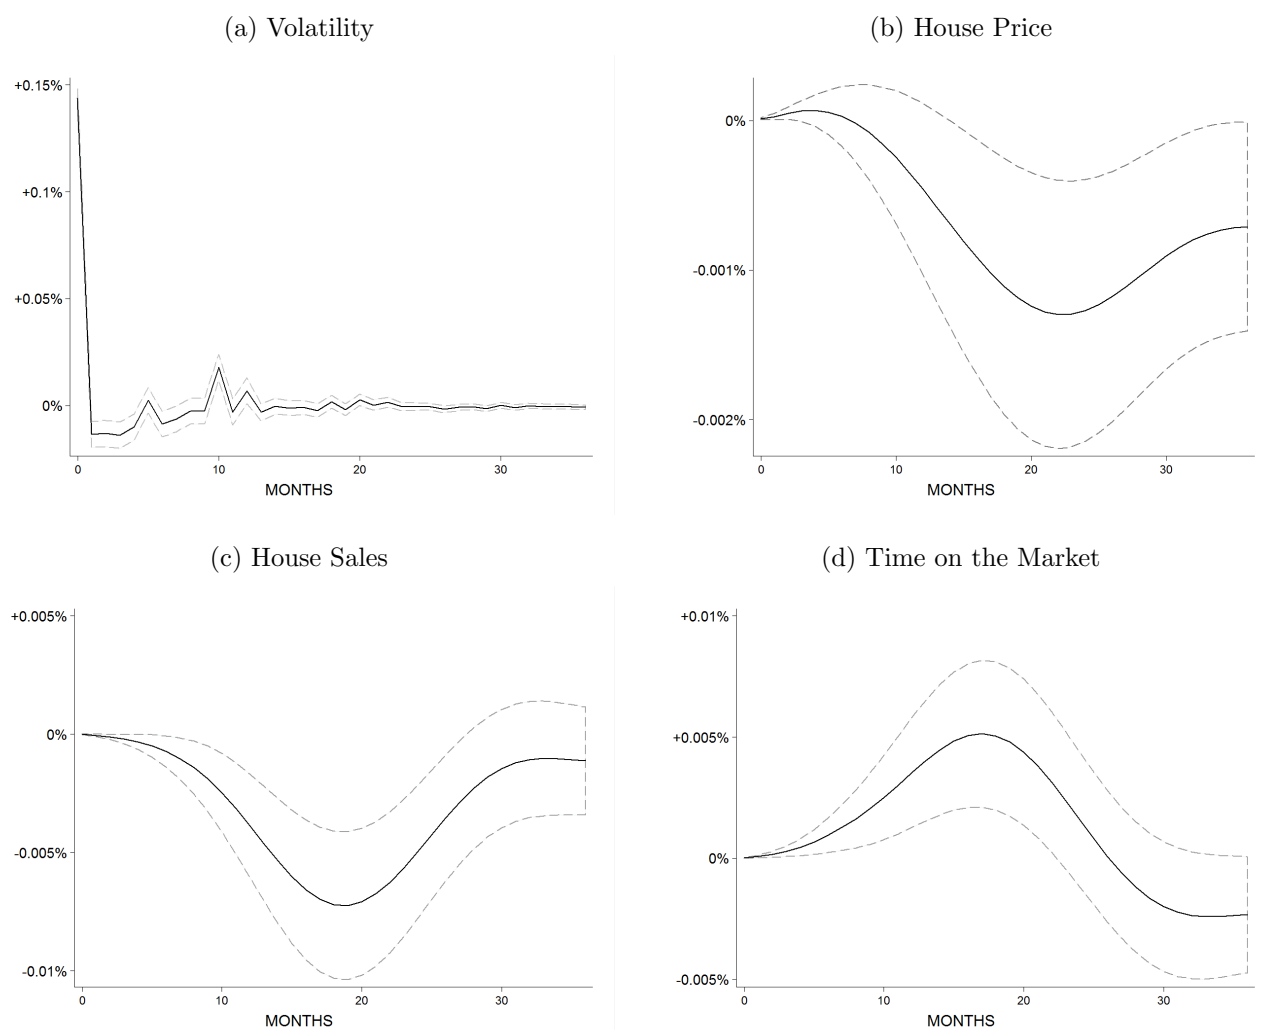 (a) Volatility
+0.15%
+0.1%
+0.05%
0%
0 10 20 30
MONTHS
(b) House Price
0%
-0.001%
-0.002%
0 10 20 30
MONTHS
(c) House Sales
+0.005%
0%
-0.005%
-0.01%
0 10 20 30
MONTHS
(d) Time on the Market
+0.01%
+0.005%
0%
-0.005%
0 10 20 30
MONTHS